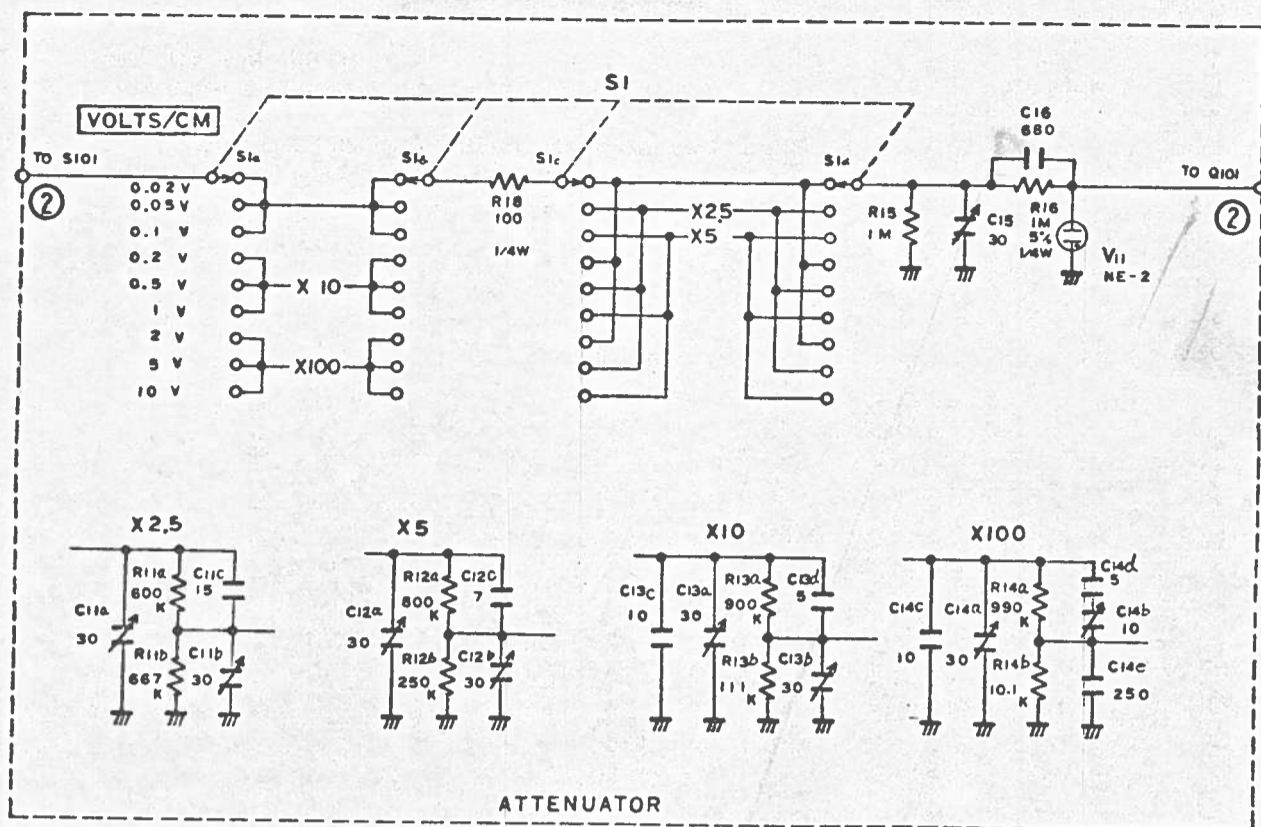 S1
VOLTS/CM
TO S101
②
S1a
S1b
S1c
S1d
0.02 V
0.05 V
0.1 V
0.2 V
0.5 V
1 V
2 V
5 V
10 V
X 10
X100
R18
100
1/4W
X2.5
X5
R15
1M
C15
30
C16
680
R16
1M
5%
1/4W
V11
NE-2
TO Q101
②
X 2.5
C11a
30
R11a
600
K
C11c
15
R11b
667
K
C11b
30
X5
C12a
30
R12a
800
K
C12c
7
R12b
250
K
C12b
30
X10
C13c
10
C13a
30
R13a
900
K
C13d
5
R13b
111
K
C13b
30
X100
C14c
10
C14a
30
R14a
990
K
C14d
5
C14b
10
R14b
10.1
K
C14e
250
ATTENUATOR